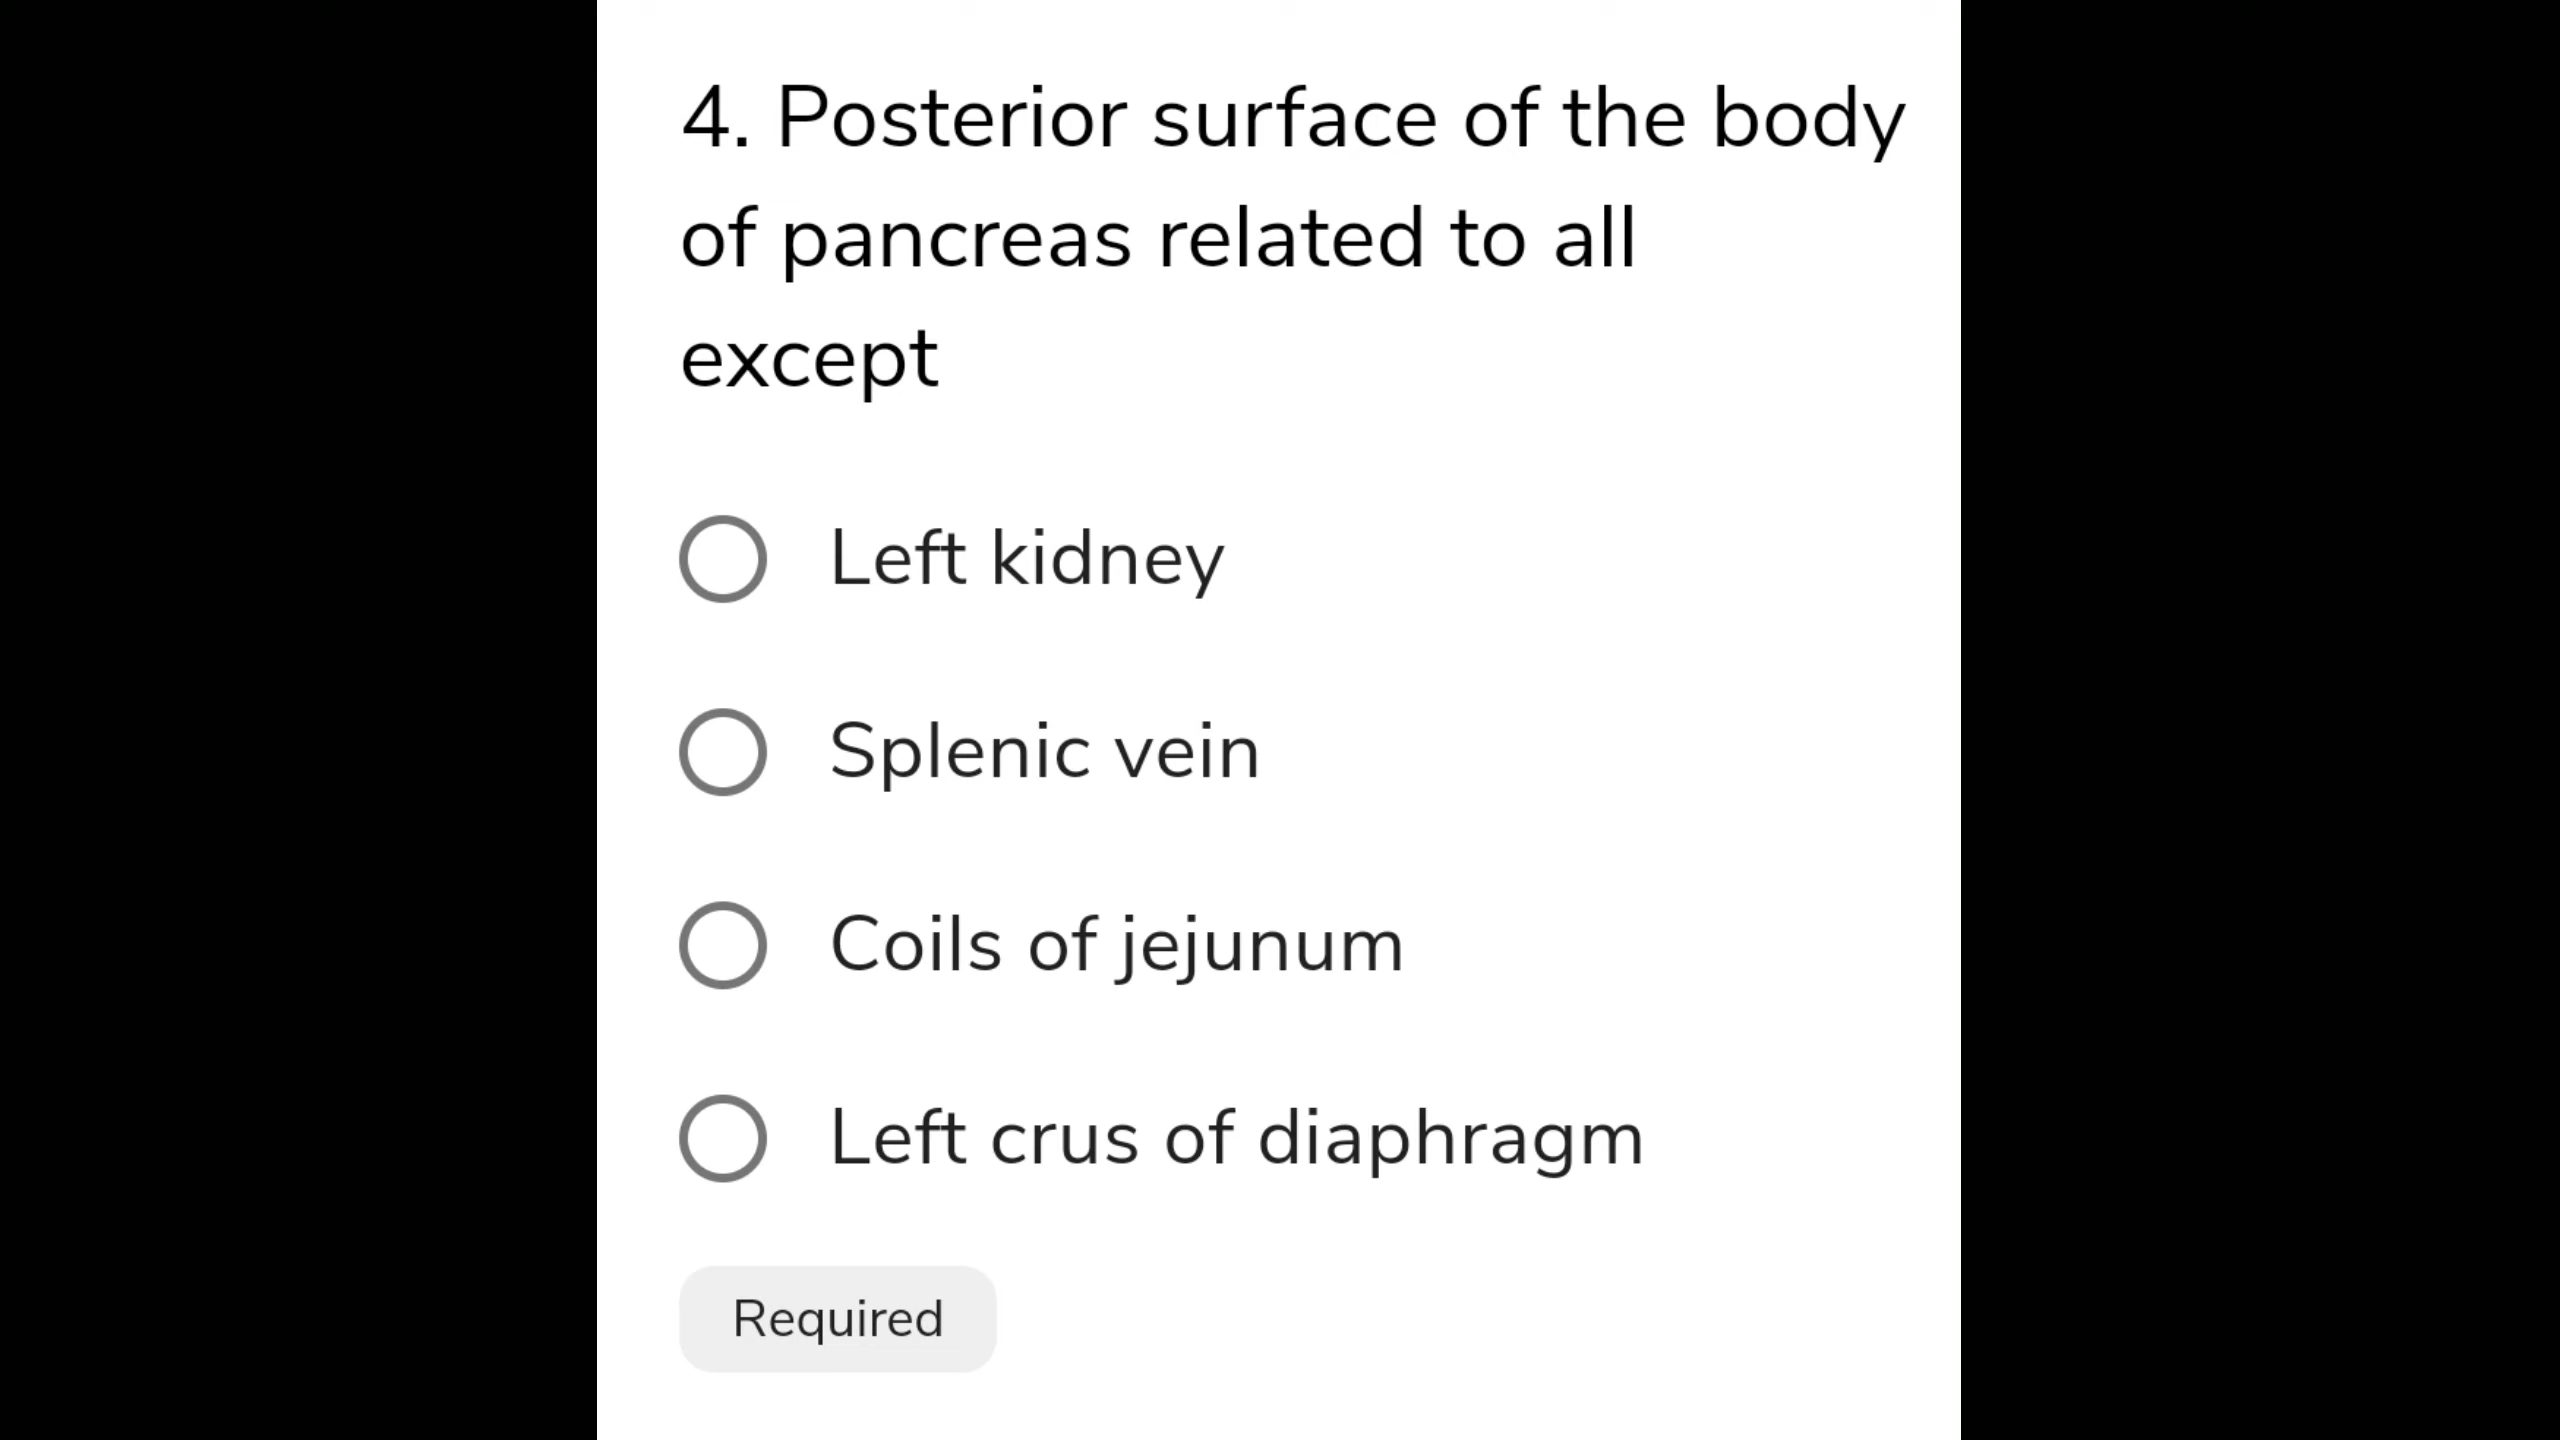 4. Posterior surface of the body
of pancreas related to all
except
Left kidney
Splenic vein
Coils of jejunum
Left crus of diaphragm
Required